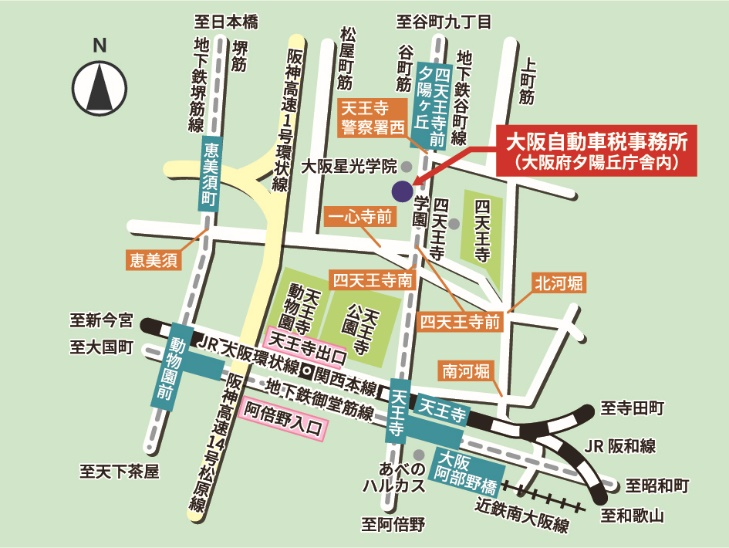 至日本橋
至谷町九丁目
N
地下鉄堺筋線
堺筋
阪神高速1号環状線
松屋町筋
谷町筋
四天王寺前
夕陽ヶ丘
地下鉄谷町線
上町筋
天王寺
警察署西
大阪自動車税事務所
（大阪府夕陽丘庁舎内）
恵美須町
大阪星光学院
四天王寺
学園
四天王寺
一心寺前
恵美須
四天王寺南
北河堀
天王寺
動物園
天王寺
公園
四天王寺前
至新今宮
至大国町
天王寺出口
JR大阪環状線
関西本線
南河堀
動物園前
地下鉄御堂筋線
天王寺
天王寺
阪神高速14号松原線
阿倍野入口
至寺田町
JR 阪和線
至天下茶屋
あべの
ハルカス
大阪
阿部野橋
至昭和町
近鉄南大阪線
至和歌山
至阿倍野